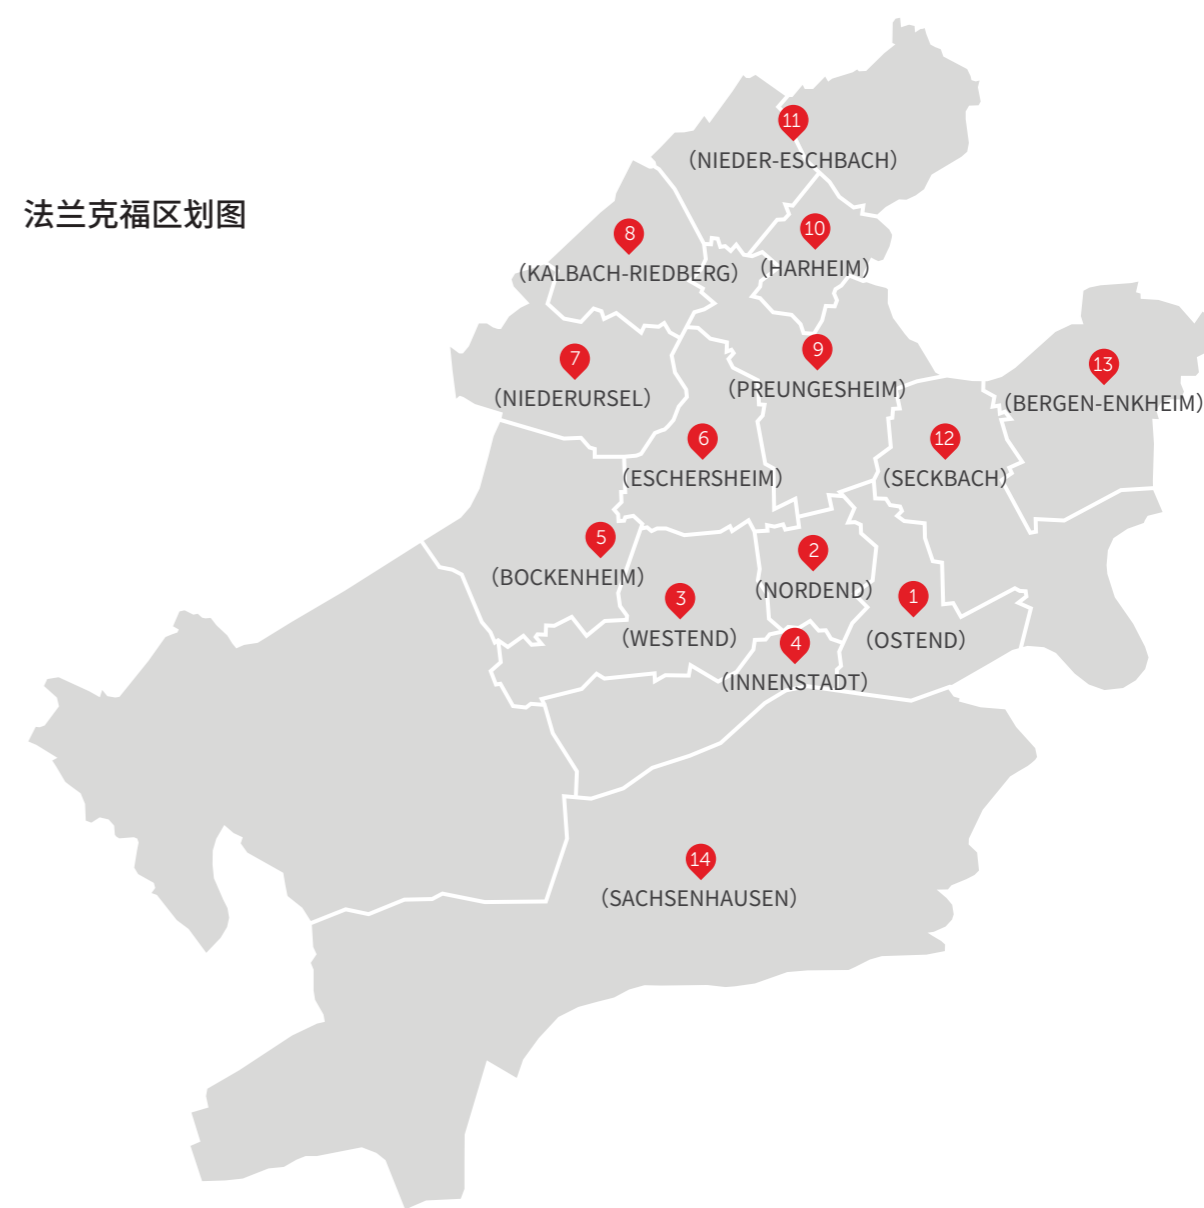 11
（NIEDER-ESCHBACH）
法兰克福区划图
8
（KALBACH-RIEDBERG）
10
（HARHEIM）
7
（NIEDERURSEL）
9
（PREUNGESHEIM）
13
（BERGEN-ENKHEIM）
6
（ESCHERSHEIM）
12
（SECKBACH）
5
（BOCKENHEIM）
2
（NORDEND）
3
（WESTEND）
1
（OSTEND）
4
（INNENSTADT）
14
（SACHSENHAUSEN）